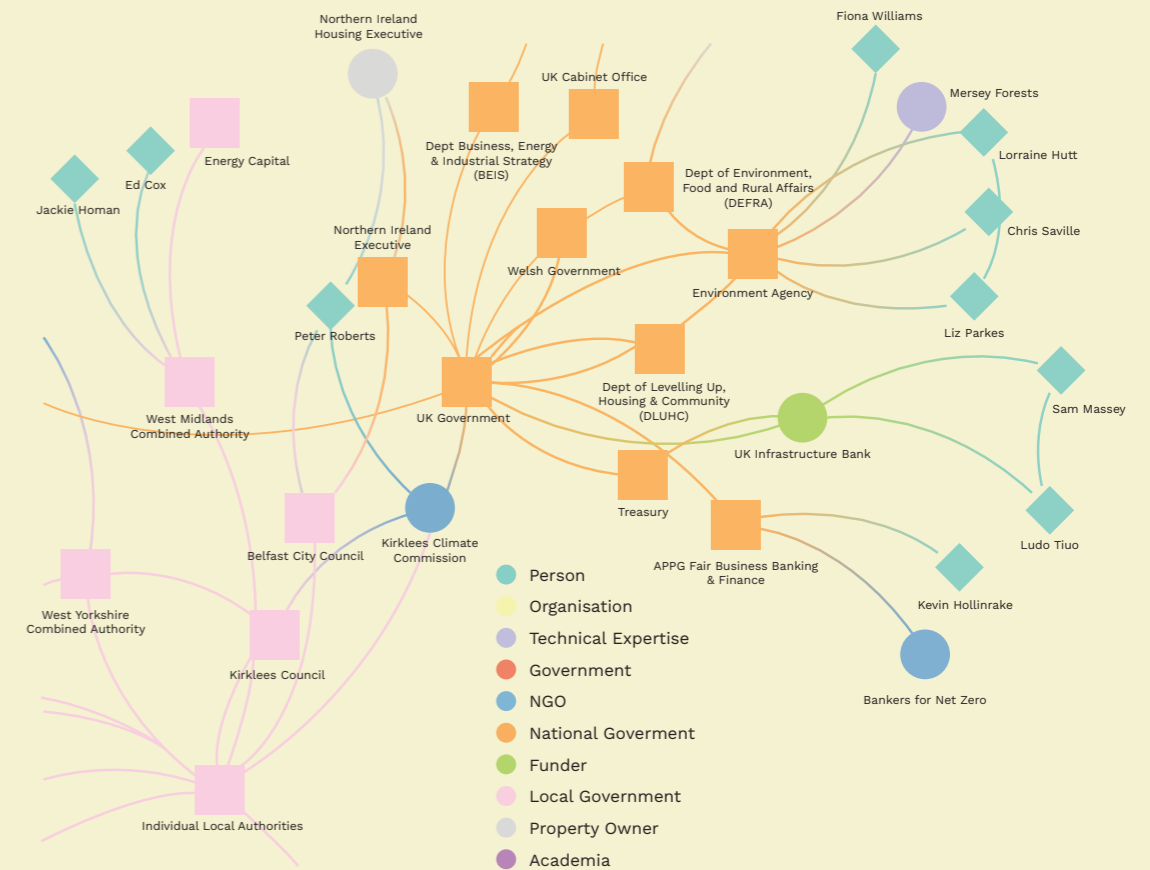 Fiona Williams
Northern Ireland
Housing Executive
UK Cabinet Office
Mersey Forests
Dept Business, Energy
& Industrial Strategy
(BEIS)
Energy Capital
Lorraine Hutt
Ed Cox
Dept of Environment,
Food and Rural Affairs
(DEFRA)
Jackie Homan
Northern Ireland
Executive
Chris Saville
Welsh Government
Environment Agency
Peter Roberts
Liz Parkes
Dept of Levelling Up,
Housing & Community
(DLUHC)
Sam Massey
West Midlands
Combined Authority
UK Government
UK Infrastructure Bank
Treasury
Ludo Tiuo
Kirklees Climate
Commission
Belfast City Council
APPG Fair Business Banking
& Finance
Kevin Hollinrake
West Yorkshire
Combined Authority
Kirklees Council
Bankers for Net Zero
Individual Local Authorities
Person
Organisation
Technical Expertise
Government
NGO
National Goverment
Funder
Local Government
Property Owner
Academia